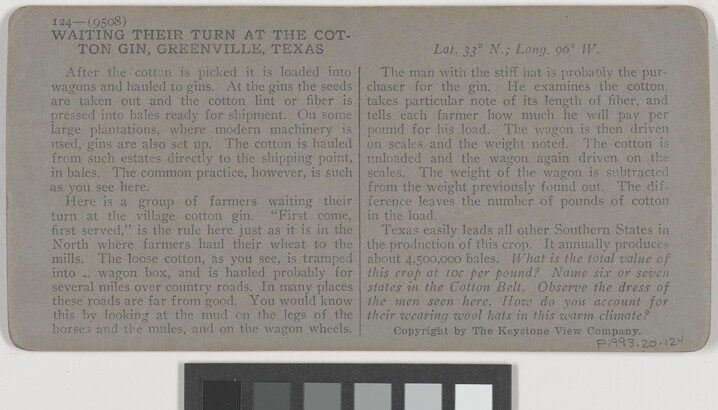 124—(9508)
WAITING THEIR TURN AT THE COT-
TON GIN, GREENVILLE, TEXAS
After the cotton is picked it is loaded into
wagons and hauled to gins. At the gins the seeds
are taken out and the cotton lint or fiber is
pressed into bales ready for shipment. On some
large plantations, where modern machinery is
used, gins are also set up. The cotton is hauled
from such estates directly to the shipping point,
in bales. The common practice, however, is such
as you see here.
Here is a group of farmers waiting their
turn at the village cotton gin. "First come,
first served," is the rule here just as it is in the
North where farmers haul their wheat to the
mills. The loose cotton, as you see, is tramped
into wagon box, and is hauled probably for
several miles over country roads. In many places
these roads are far from good. You would know
this by looking at the mud on the legs of the
horses and the mules, and on the wagon wheels.
Lat. 33° N.; Long. 96° W.
The man with the stiff hat is probably the pur-
chaser for the gin. He examines the cotton,
takes particular note of its length of fiber, and
tells each farmer how much he will pay per
pound for his load. The wagon is then driven
on scales and the weight noted. The cotton is
unloaded and the wagon again driven on the
scales. The weight of the wagon is subtracted
from the weight previously found out. The dif-
ference leaves the number of pounds of cotton
in the load.
Texas easily leads all other Southern States in
the production of this crop. It annually produces
about 4,500,000 bales. What is the total value of
this crop at 10c per pound? Name six or seven
states in the Cotton Belt. Observe the dress of
the men seen here. How do you account for
their wearing wool hats in this warm climate?
Copyright by The Keystone View Company.
P1993.20.124